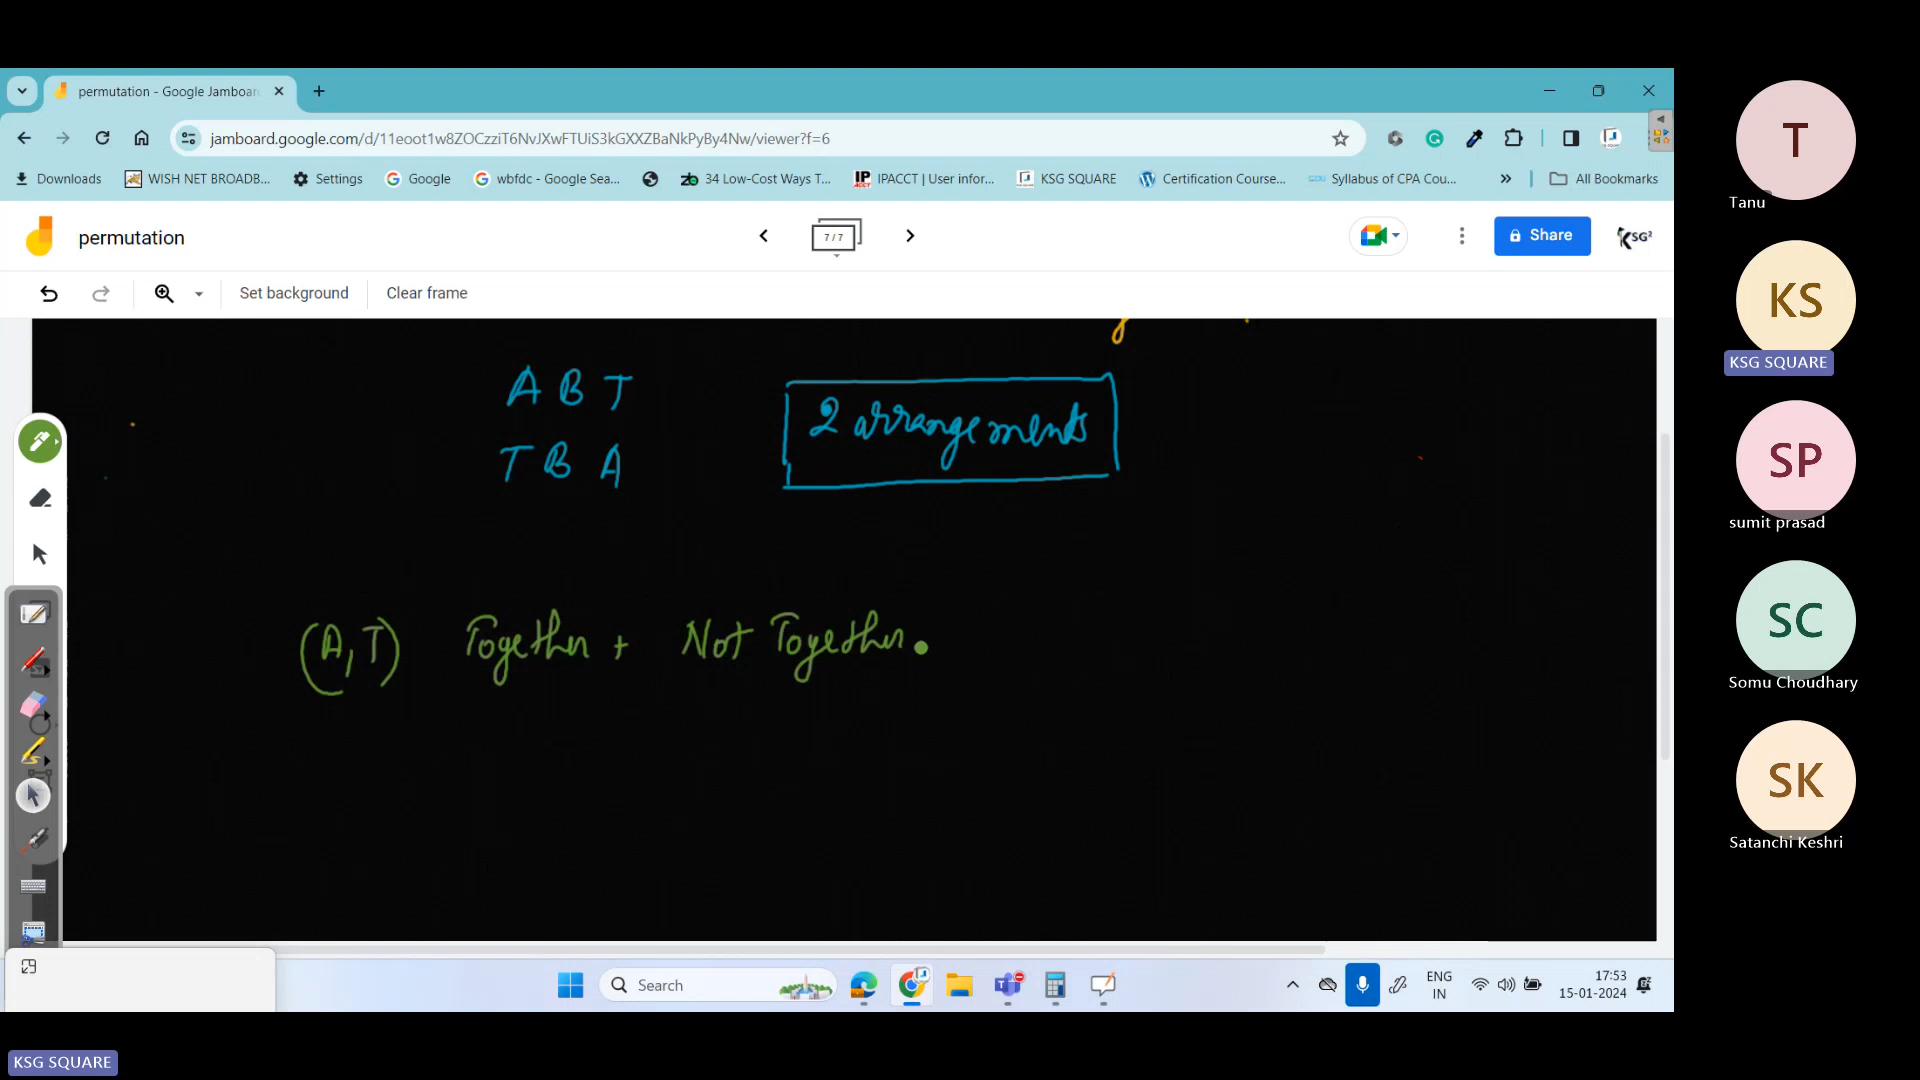 permutation - Google Jamboar
jamboard.google.com/d/11eoot1w8ZOCzziT6NvJXwFTUiS3kGXXZBaNkPyBy4Nw/viewer?f=6
Downloads
WISH NET BROADB...
Settings
Google
wbfdc - Google Sea...
34 Low-Cost Ways T...
IPACCT | User infor...
KSG SQUARE
Certification Course...
Syllabus of CPA Cou...
All Bookmarks
permutation
7 / 7
Share
KSG²
Set background
Clear frame
A B T
2 arrangements
T B A
(A, T) Together + Not Together.
Search
ENG
IN
17:53
15-01-2024
T
Tanu
KS
KSG SQUARE
SP
sumit prasad
SC
Somu Choudhary
SK
Satanchi Keshri
KSG SQUARE